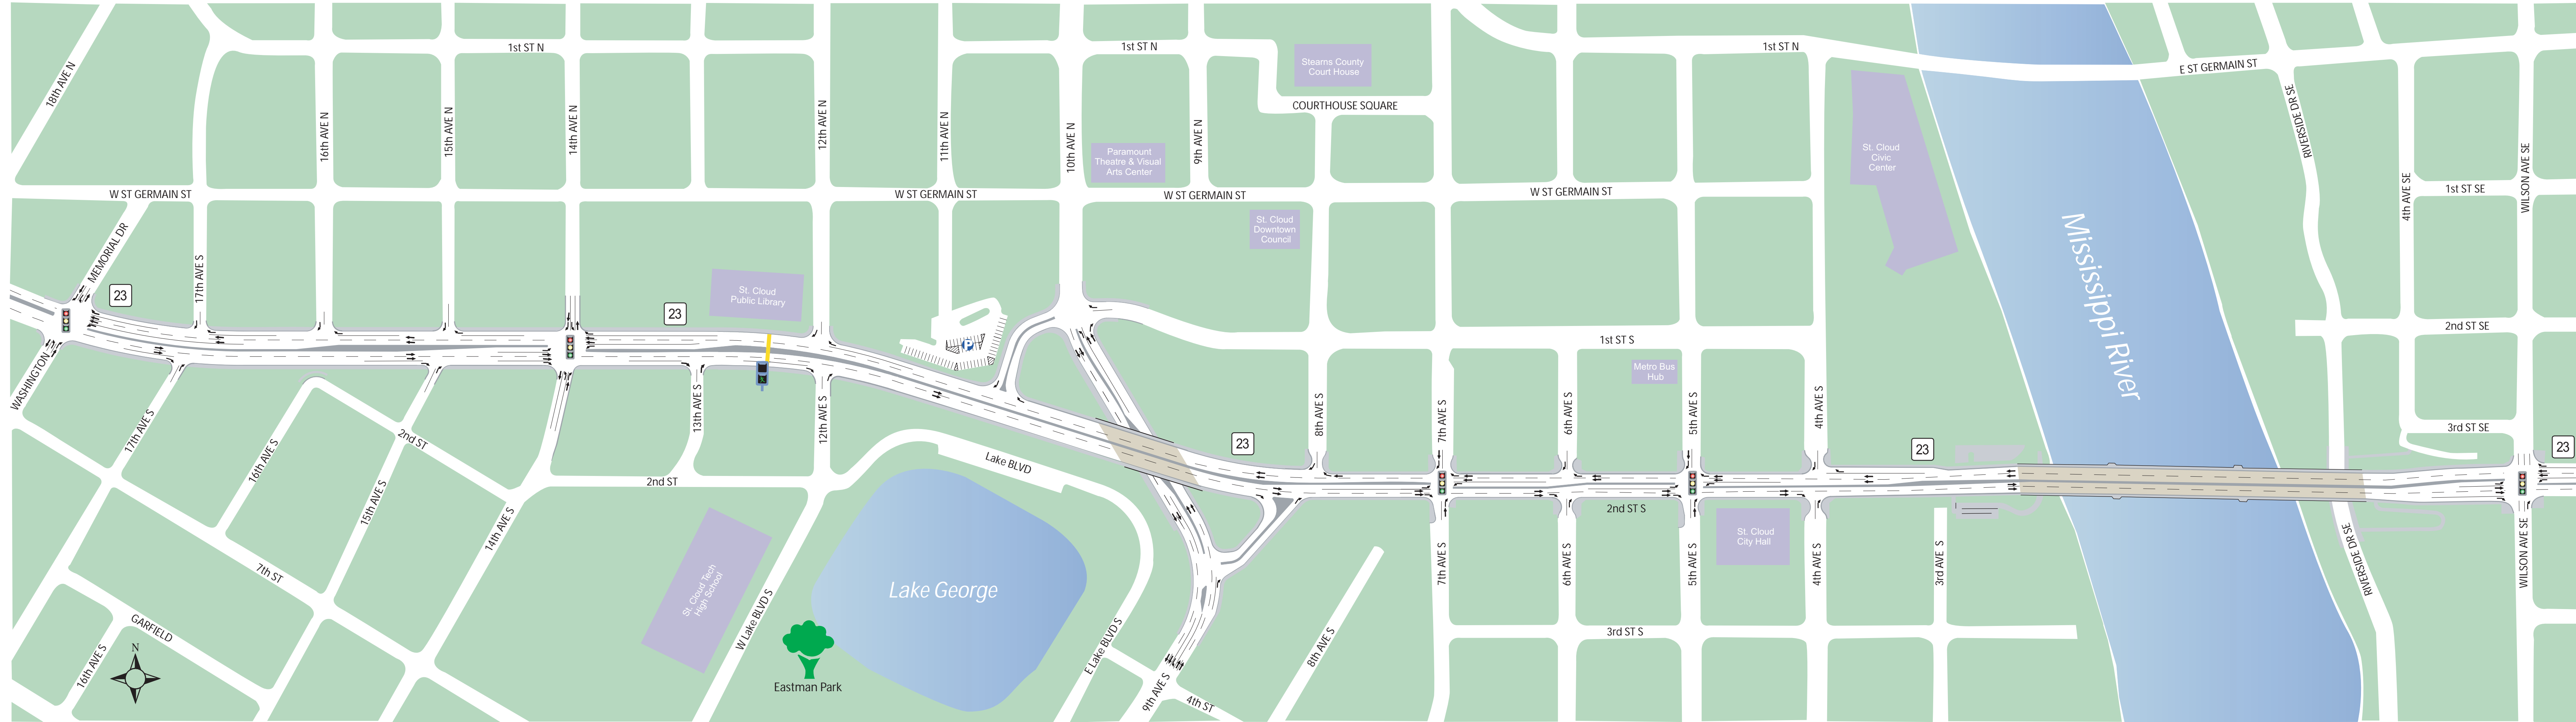 18th AVE N
1st ST N
1st ST N
1st ST N
Stearns County
Court House
COURTHOUSE SQUARE
E ST GERMAIN ST
16th AVE N
15th AVE N
14th AVE N
12th AVE N
11th AVE N
10th AVE N
9th AVE N
Paramount
Theatre & Visual
Arts Center
St. Cloud
Civic
Center
RIVERSIDE DR SE
4th AVE SE
1st ST SE
WILSON AVE SE
W ST GERMAIN ST
W ST GERMAIN ST
W ST GERMAIN ST
W ST GERMAIN ST
St. Cloud
Downtown
Council
MEMORIAL DR
17th AVE S
23
23
St. Cloud
Public Library
P
Mississippi River
2nd ST SE
1st ST S
Metro Bus
Hub
WASHINGTON
17th AVE S
16th AVE S
2nd ST
15th AVE S
14th AVE S
13th AVE S
12th AVE S
2nd ST
Lake BLVD
23
8th AVE S
7th AVE S
6th AVE S
5th AVE S
4th AVE S
23
3rd ST SE
23
2nd ST S
St. Cloud
City Hall
7th AVE S
6th AVE S
5th AVE S
4th AVE S
3rd AVE S
RIVERSIDE DR SE
WILSON AVE SE
7th ST
GARFIELD
16th AVE S
N
St. Cloud Tech
High School
W Lake BLVD S
Lake George
Eastman Park
E Lake BLVD S
9th AVE S
4th ST
8th AVE S
3rd ST S